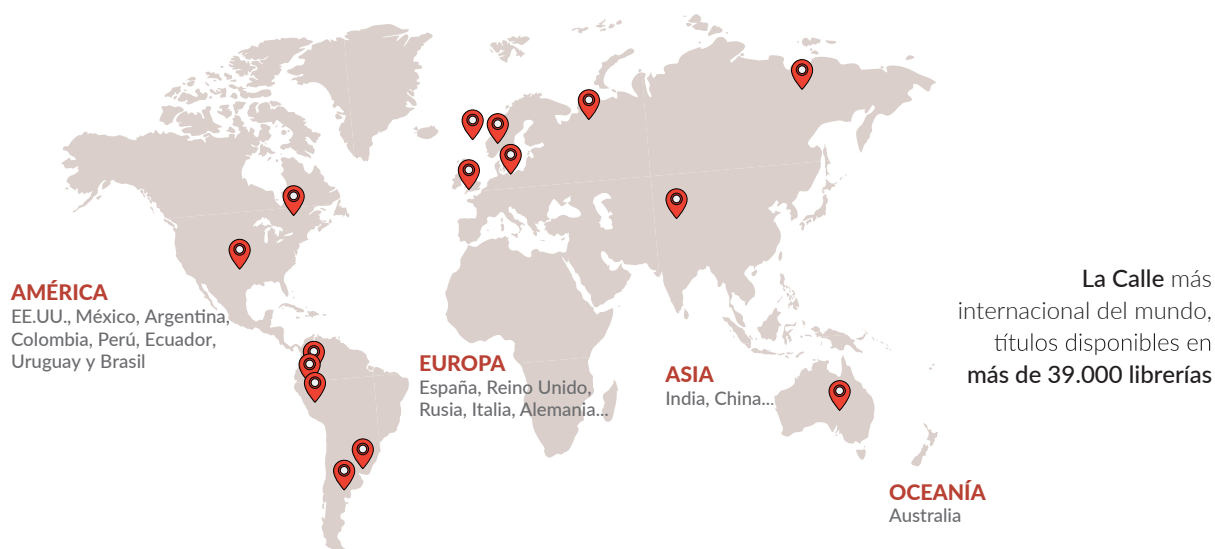 AMÉRICA
EE.UU., México, Argentina,
Colombia, Perú, Ecuador,
Uruguay y Brasil
EUROPA
España, Reino Unido,
Rusia, Italia, Alemania...
ASIA
India, China...
OCEANÍA
Australia
La Calle más
internacional del mundo,
títulos disponibles en
más de 39.000 librerías